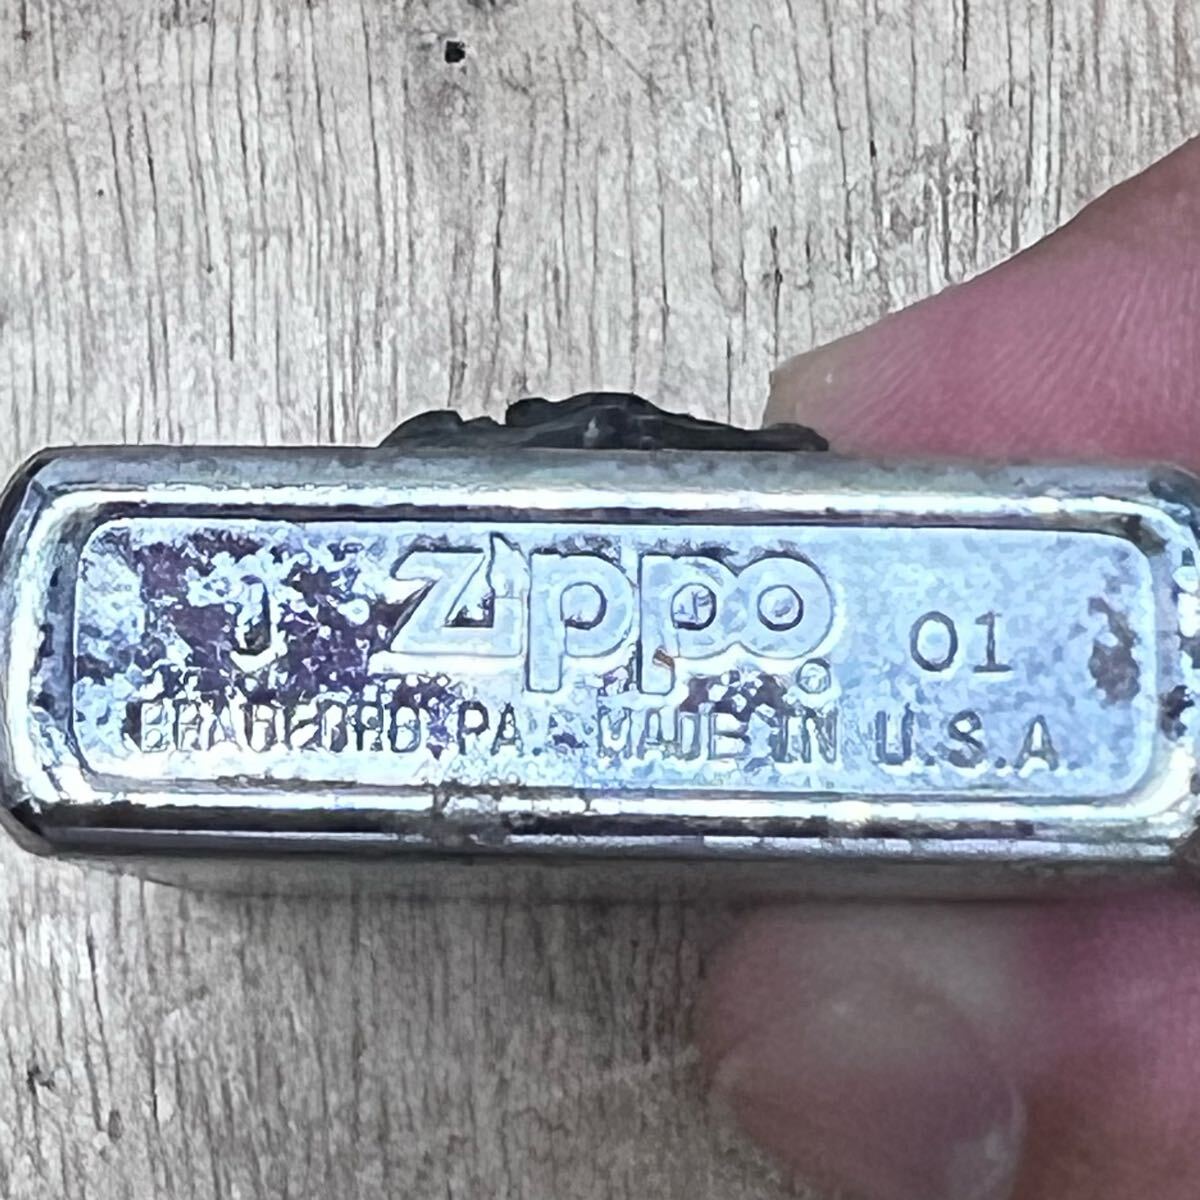 J Zippo 01
BRADFORD, PA. MADE IN U.S.A.